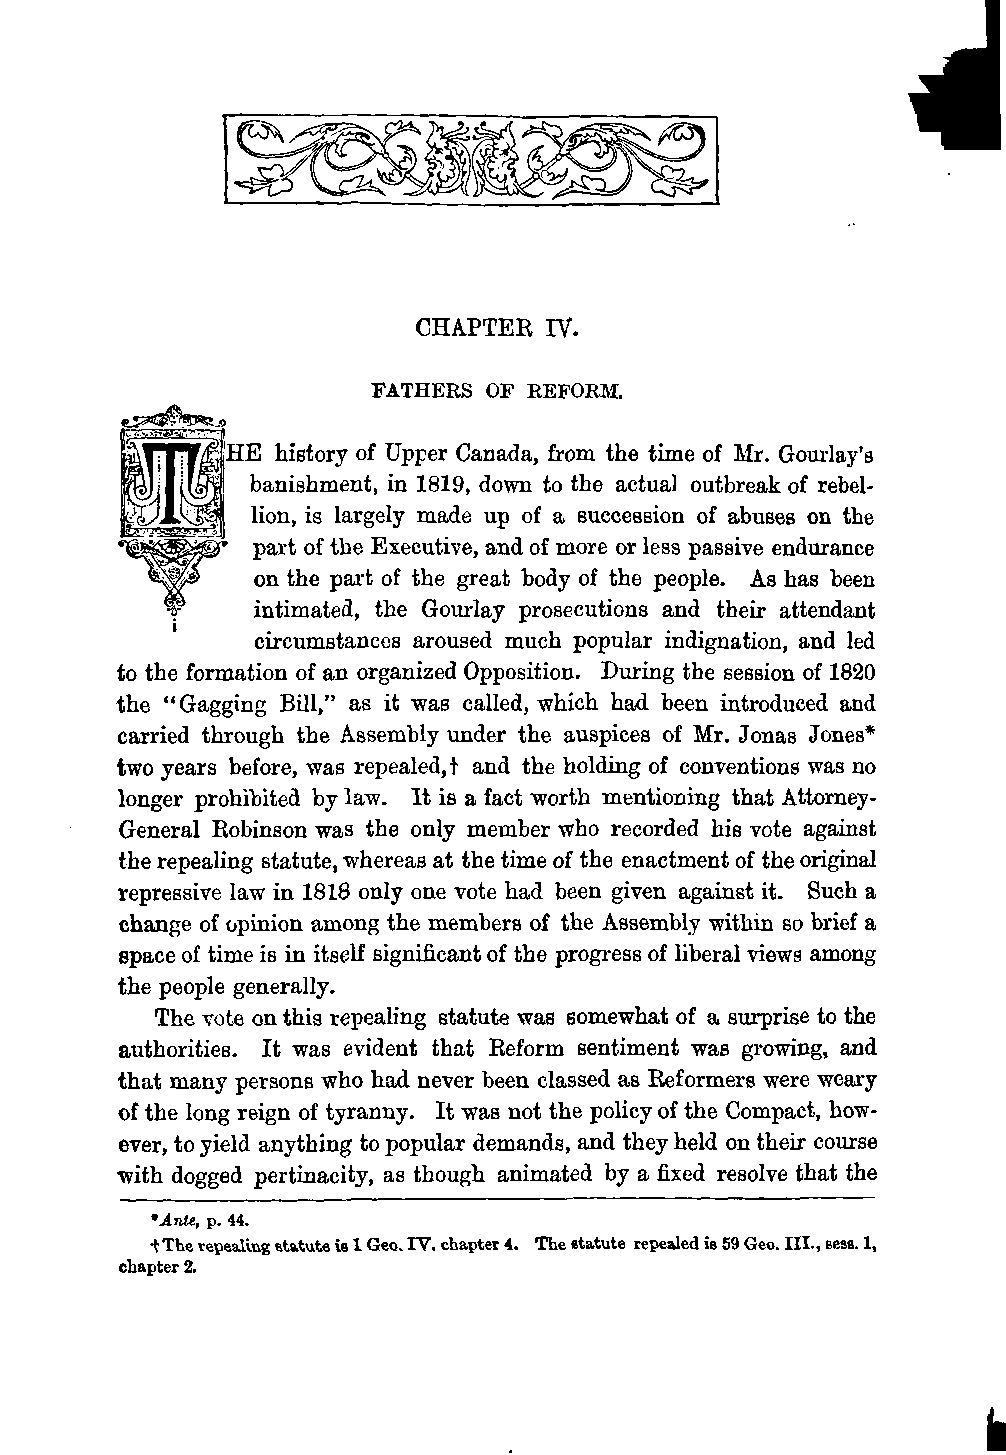 CHAPTER IV.
FATHERS OF REFORM.
THE history of Upper Canada, from the time of Mr. Gourlay's
banishment, in 1819, down to the actual outbreak of rebel-
lion, is largely made up of a succession of abuses on the
part of the Executive, and of more or less passive endurance
on the part of the great body of the people. As has been
intimated, the Gourlay prosecutions and their attendant
circumstances aroused much popular indignation, and led
to the formation of an organized Opposition. During the session of 1820
the "Gagging Bill," as it was called, which had been introduced and
carried through the Assembly under the auspices of Mr. Jonas Jones*
two years before, was repealed,† and the holding of conventions was no
longer prohibited by law. It is a fact worth mentioning that Attorney-
General Robinson was the only member who recorded his vote against
the repealing statute, whereas at the time of the enactment of the original
repressive law in 1818 only one vote had been given against it. Such a
change of opinion among the members of the Assembly within so brief a
space of time is in itself significant of the progress of liberal views among
the people generally.
The vote on this repealing statute was somewhat of a surprise to the
authorities. It was evident that Reform sentiment was growing, and
that many persons who had never been classed as Reformers were weary
of the long reign of tyranny. It was not the policy of the Compact, how-
ever, to yield anything to popular demands, and they held on their course
with dogged pertinacity, as though animated by a fixed resolve that the
*Ante, p. 44.
†The repealing statute is 1 Geo. IV. chapter 4. The statute repealed is 59 Geo. III., sess. 1,
chapter 2.